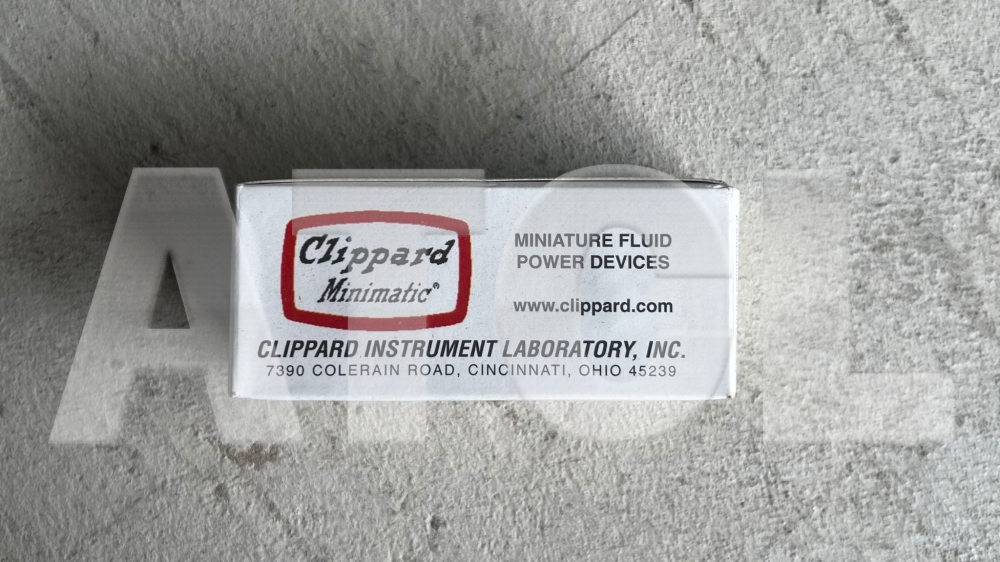 ATCL
Clippard
Minimatic®
MINIATURE FLUID
POWER DEVICES
www.clippard.com
CLIPPARD INSTRUMENT LABORATORY, INC.
7390 COLERAIN ROAD, CINCINNATI, OHIO 45239